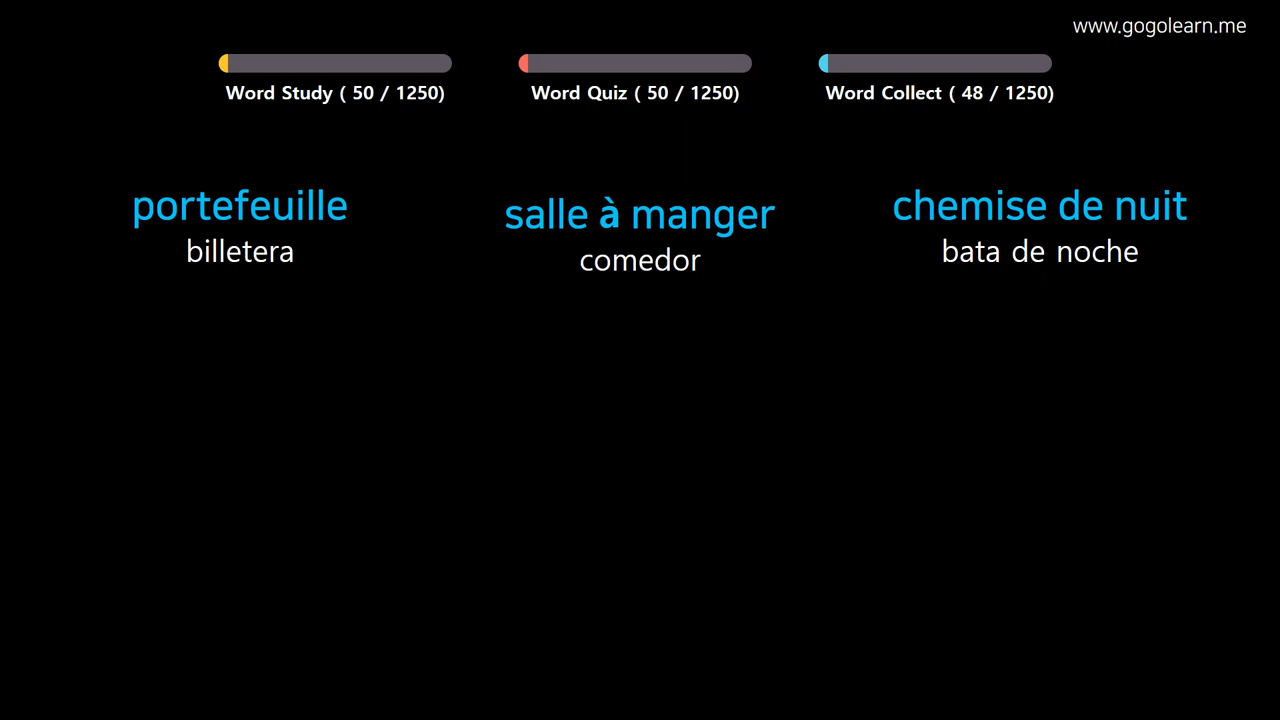 www.gogolearn.me
Word Study ( 50 / 1250)
Word Quiz ( 50 / 1250)
Word Collect ( 48 / 1250)
portefeuille
billetera
salle à manger
comedor
chemise de nuit
bata de noche